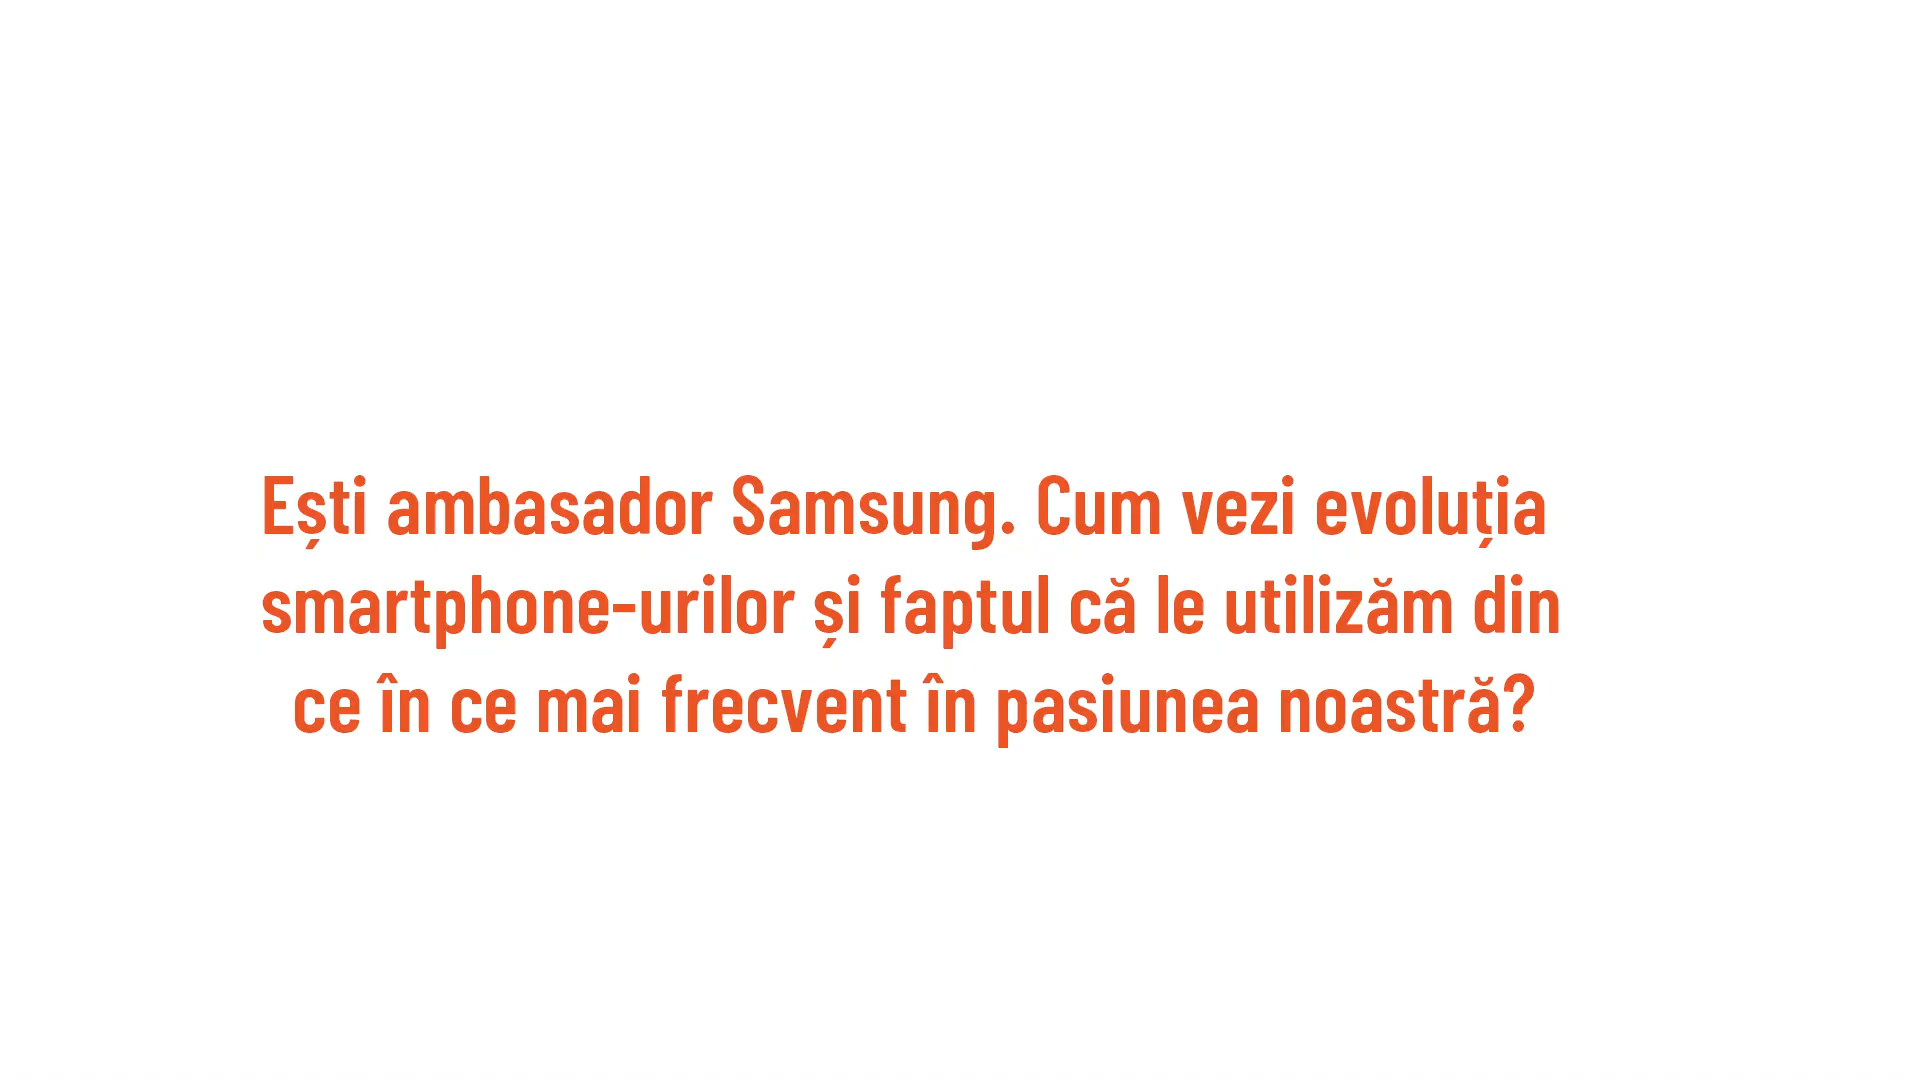 Ești ambasador Samsung. Cum vezi evoluția
smartphone-urilor și faptul că le utilizăm din
ce în ce mai frecvent în pasiunea noastră?